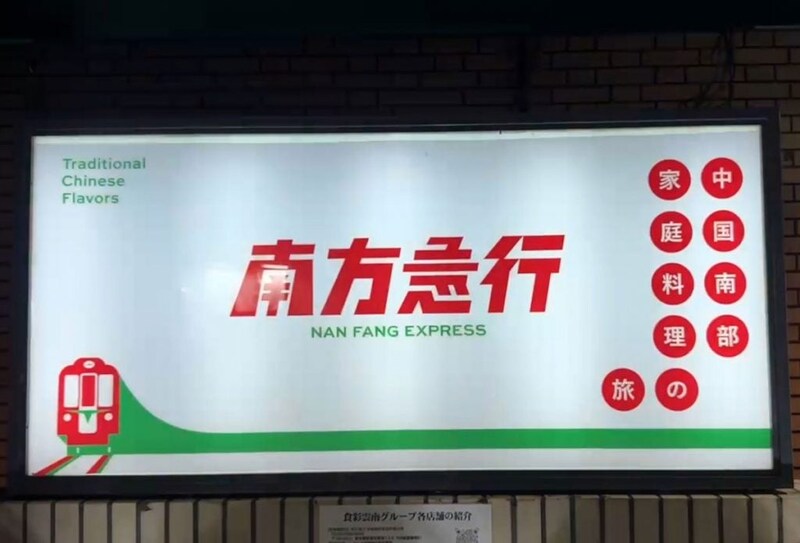 Traditional
Chinese
Flavors
南方急行
NAN FANG EXPRESS
中国南部
家庭料理の
旅
食彩雲南グループ各店舗の紹介